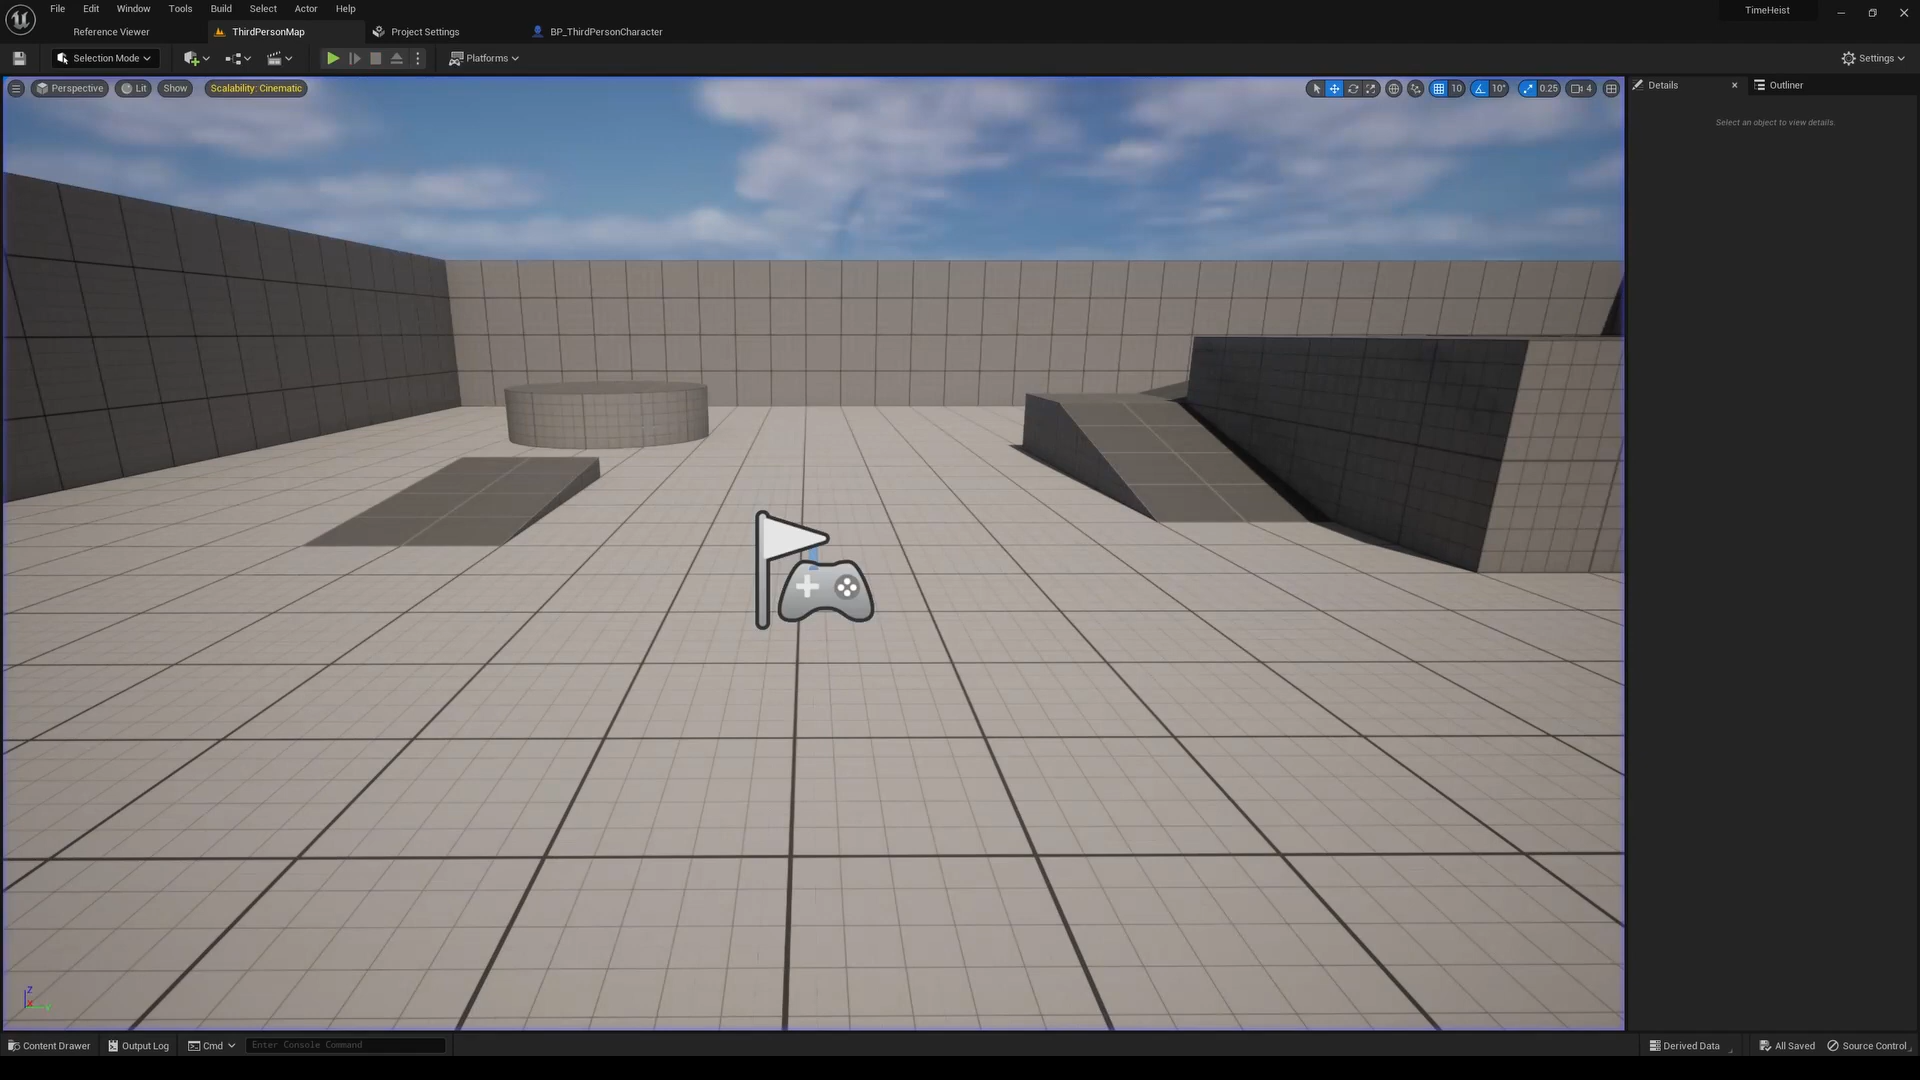 File Edit Window Tools Build Select Actor Help
TimeHeist
Reference Viewer
ThirdPersonMap
Project Settings
BP_ThirdPersonCharacter
Selection Mode
Platforms
Settings
Perspective
Lit
Show
Scalability: Cinematic
10
10°
0.25
4
Details
Outliner
Select an object to view details.
Z
X
Y
Content Drawer
Output Log
Cmd
Enter Console Command
Derived Data
All Saved
Source Control